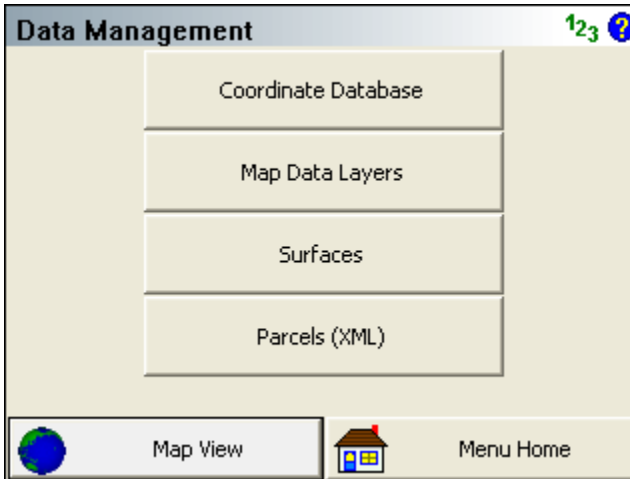 Data Management 123 ?
Coordinate Database
Map Data Layers
Surfaces
Parcels (XML)
Map View Menu Home